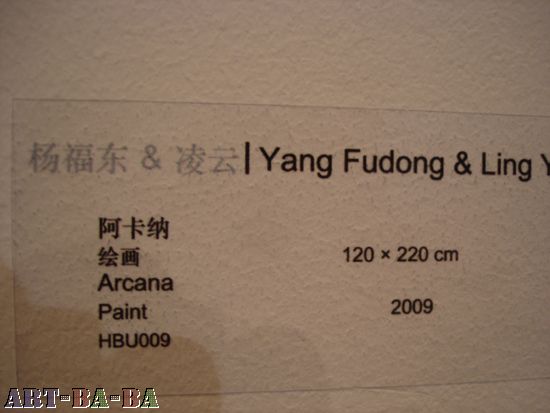 杨福东 & 凌云 | Yang Fudong & Ling Y
阿卡纳
绘画 120 × 220 cm
Arcana
Paint 2009
HBU009
ART-BA-BA